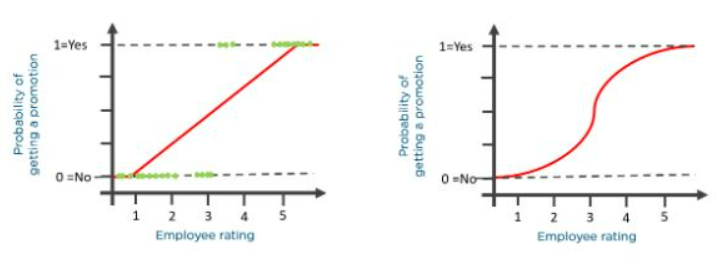 1=Yes
Probability of
getting a promotion
0 =No
1 2 3 4 5
Employee rating
1=Yes
Probability of
getting a promotion
0 =No
1 2 3 4 5
Employee rating